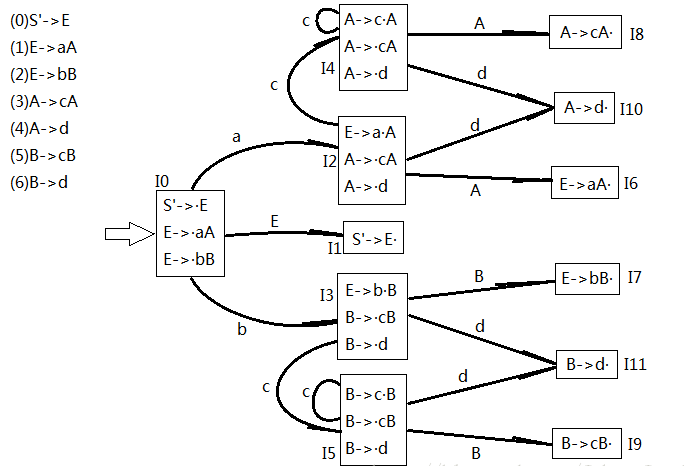 (0)S'->E
(1)E->aA
(2)E->bB
(3)A->cA
(4)A->d
(5)B->cB
(6)B->d
c
A->c·A
A->·cA
A->·d
I4
A
A->cA·
I8
d
c
A->d·
I10
a
E->a·A
A->·cA
A->·d
I2
d
E->aA·
I6
A
I0
S'->·E
E->·aA
E->·bB
E
I1
S'->E·
I3
E->b·B
B->·cB
B->·d
B
E->bB·
I7
b
d
B->d·
I11
c
c
B->c·B
B->·cB
B->·d
I5
d
B
B->cB·
I9